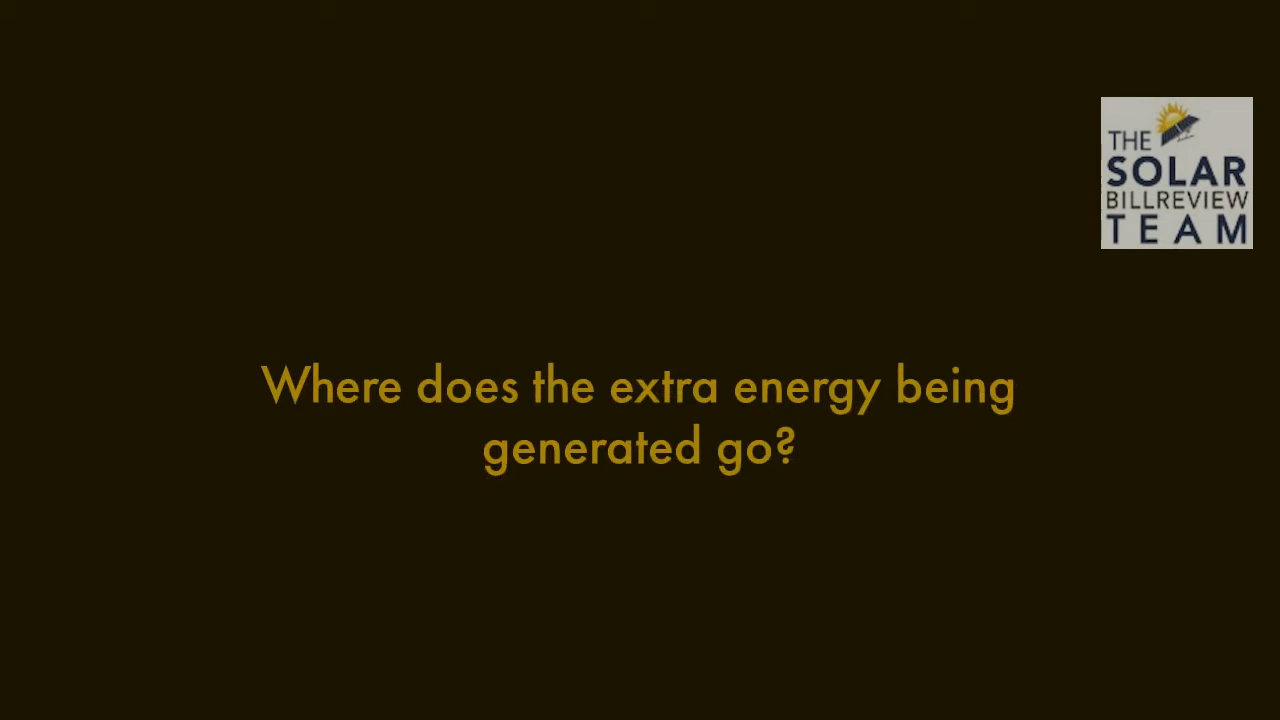 THE
SOLAR
BILLREVIEW
TEAM
Where does the extra energy being
generated go?